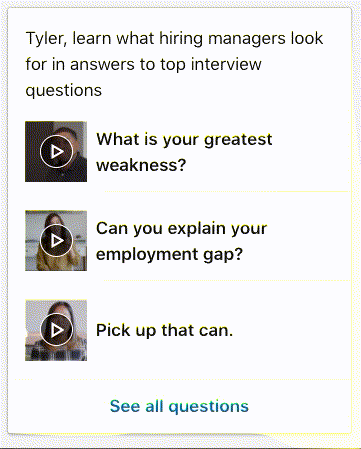 Tyler, learn what hiring managers look
for in answers to top interview
questions
What is your greatest
weakness?
Can you explain your
employment gap?
Pick up that can.
See all questions